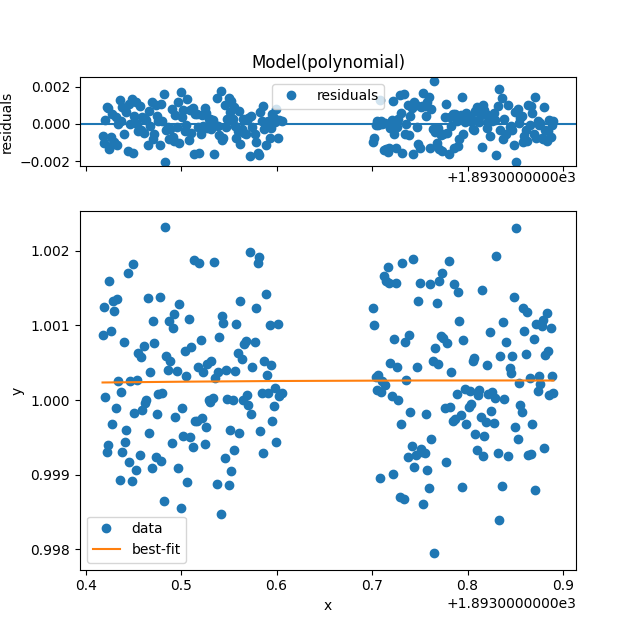 Model(polynomial)
residuals
0.002
0.000
−0.002
residuals
+1.8930000000e3
y
1.002
1.001
1.000
0.999
0.998
data
best-fit
0.4 0.5 0.6 0.7 0.8 0.9
x
+1.8930000000e3